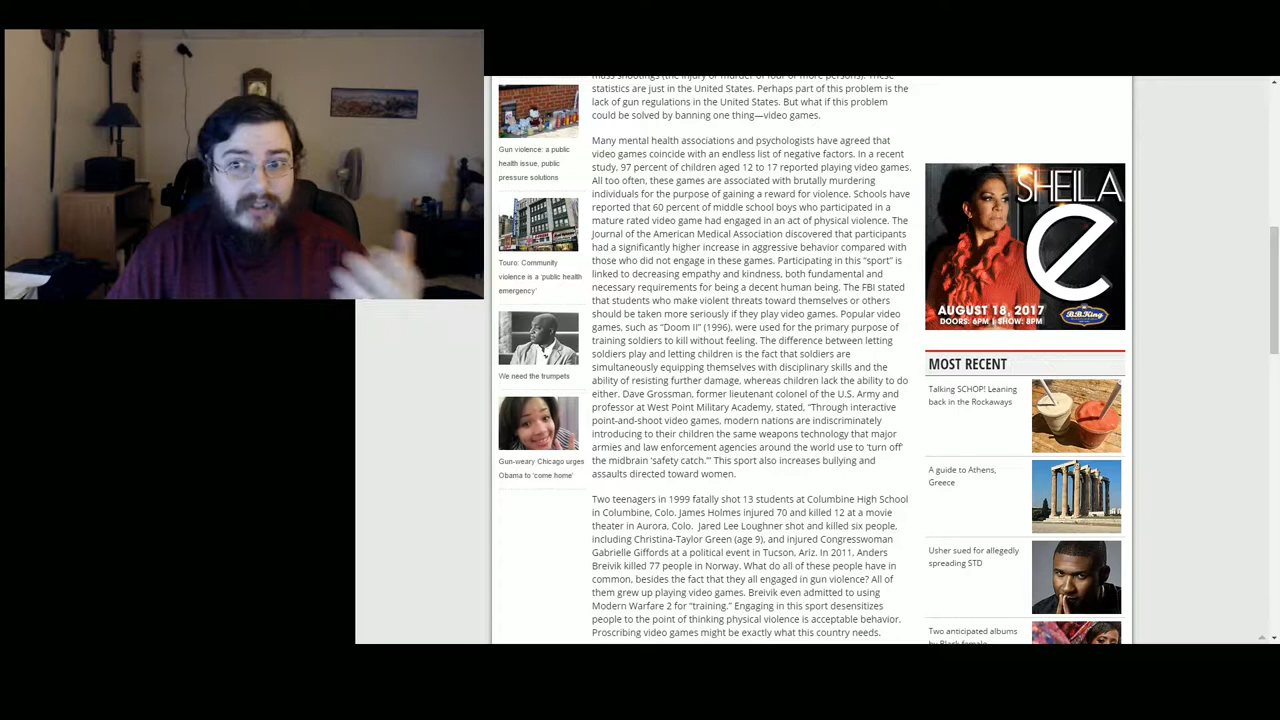 mass shootings (the injury or murder of four or more persons). These
statistics are just in the United States. Perhaps part of this problem is the
lack of gun regulations in the United States. But what if this problem
could be solved by banning one thing—video games.
Many mental health associations and psychologists have agreed that
video games coincide with an endless list of negative factors. In a recent
study, 97 percent of children aged 12 to 17 reported playing video games.
All too often, these games are associated with brutally murdering
individuals for the purpose of gaining a reward for violence. Schools have
reported that 60 percent of middle school boys who participated in a
mature rated video game had engaged in an act of physical violence. The
Journal of the American Medical Association discovered that participants
had a significantly higher increase in aggressive behavior compared with
those who did not engage in these games. Participating in this “sport” is
linked to decreasing empathy and kindness, both fundamental and
necessary requirements for being a decent human being. The FBI stated
that students who make violent threats toward themselves or others
should be taken more seriously if they play video games. Popular video
games, such as “Doom II” (1996), were used for the primary purpose of
training soldiers to kill without feeling. The difference between letting
soldiers play and letting children is the fact that soldiers are
simultaneously equipping themselves with disciplinary skills and the
ability of resisting further damage, whereas children lack the ability to do
either. Dave Grossman, former lieutenant colonel of the U.S. Army and
professor at West Point Military Academy, stated, “Through interactive
point-and-shoot video games, modern nations are indiscriminately
introducing to their children the same weapons technology that major
armies and law enforcement agencies around the world use to ‘turn off’
the midbrain ‘safety catch.’” This sport also increases bullying and
assaults directed toward women.
Two teenagers in 1999 fatally shot 13 students at Columbine High School
in Columbine, Colo. James Holmes injured 70 and killed 12 at a movie
theater in Aurora, Colo. Jared Lee Loughner shot and killed six people,
including Christina-Taylor Green (age 9), and injured Congresswoman
Gabrielle Giffords at a political event in Tucson, Ariz. In 2011, Anders
Breivik killed 77 people in Norway. What do all of these people have in
common, besides the fact that they all engaged in gun violence? All of
them grew up playing video games. Breivik even admitted to using
Modern Warfare 2 for “training.” Engaging in this sport desensitizes
people to the point of thinking physical violence is acceptable behavior.
Proscribing video games might be exactly what this country needs.
Gun violence: a public
health issue, public
pressure solutions
Touro: Community
violence is a ‘public health
emergency’
We need the trumpets
Gun-weary Chicago urges
Obama to ‘come home’
SHEILA
e
AUGUST 18, 2017
DOORS: 6PM | SHOW: 8PM
B.B. King
MOST RECENT
Talking SCHOP! Leaning
back in the Rockaways
A guide to Athens,
Greece
Usher sued for allegedly
spreading STD
Two anticipated albums
by Black female